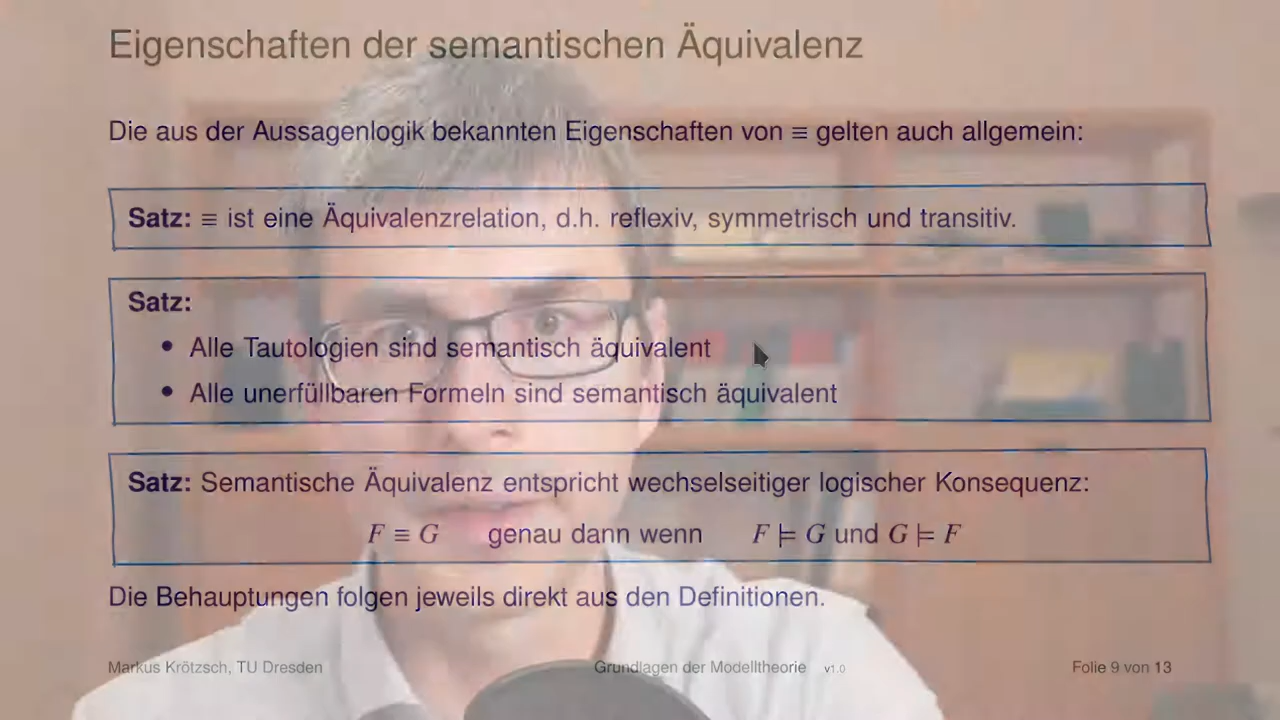 Eigenschaften der semantischen Äquivalenz
Die aus der Aussagenlogik bekannten Eigenschaften von ≡ gelten auch allgemein:
Satz: ≡ ist eine Äquivalenzrelation, d.h. reflexiv, symmetrisch und transitiv.
Satz:
• Alle Tautologien sind semantisch äquivalent
• Alle unerfüllbaren Formeln sind semantisch äquivalent
Satz: Semantische Äquivalenz entspricht wechselseitiger logischer Konsequenz:
F ≡ G genau dann wenn F ⊨ G und G ⊨ F
Die Behauptungen folgen jeweils direkt aus den Definitionen.
Markus Krötzsch, TU Dresden Grundlagen der Modelltheorie v1.0 Folie 9 von 13